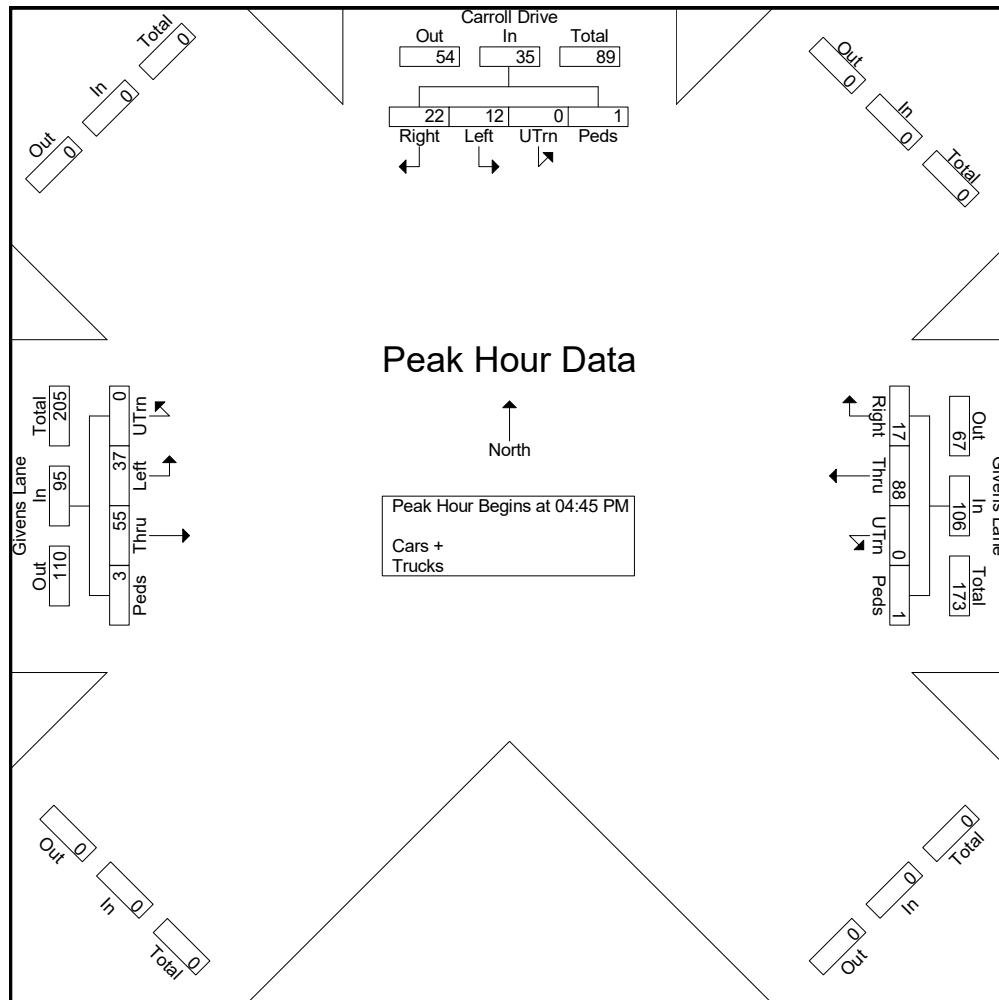 Carroll Drive
Out In Total
54 35 89
22 12 0 1
Right Left UTrn Peds
Total 0
In 0
Out 0
Out 0
In 0
Total 0
Peak Hour Data
North
Peak Hour Begins at 04:45 PM
Cars +
Trucks
Givens Lane
Total In Out
205 95 110
0 37 55 3
UTrn Left Thru Peds
Right Thru UTrn Peds
17 88 0 1
Out In Total
67 106 173
Givens Lane
Out 0
In 0
Total 0
Total 0
In 0
Out 0